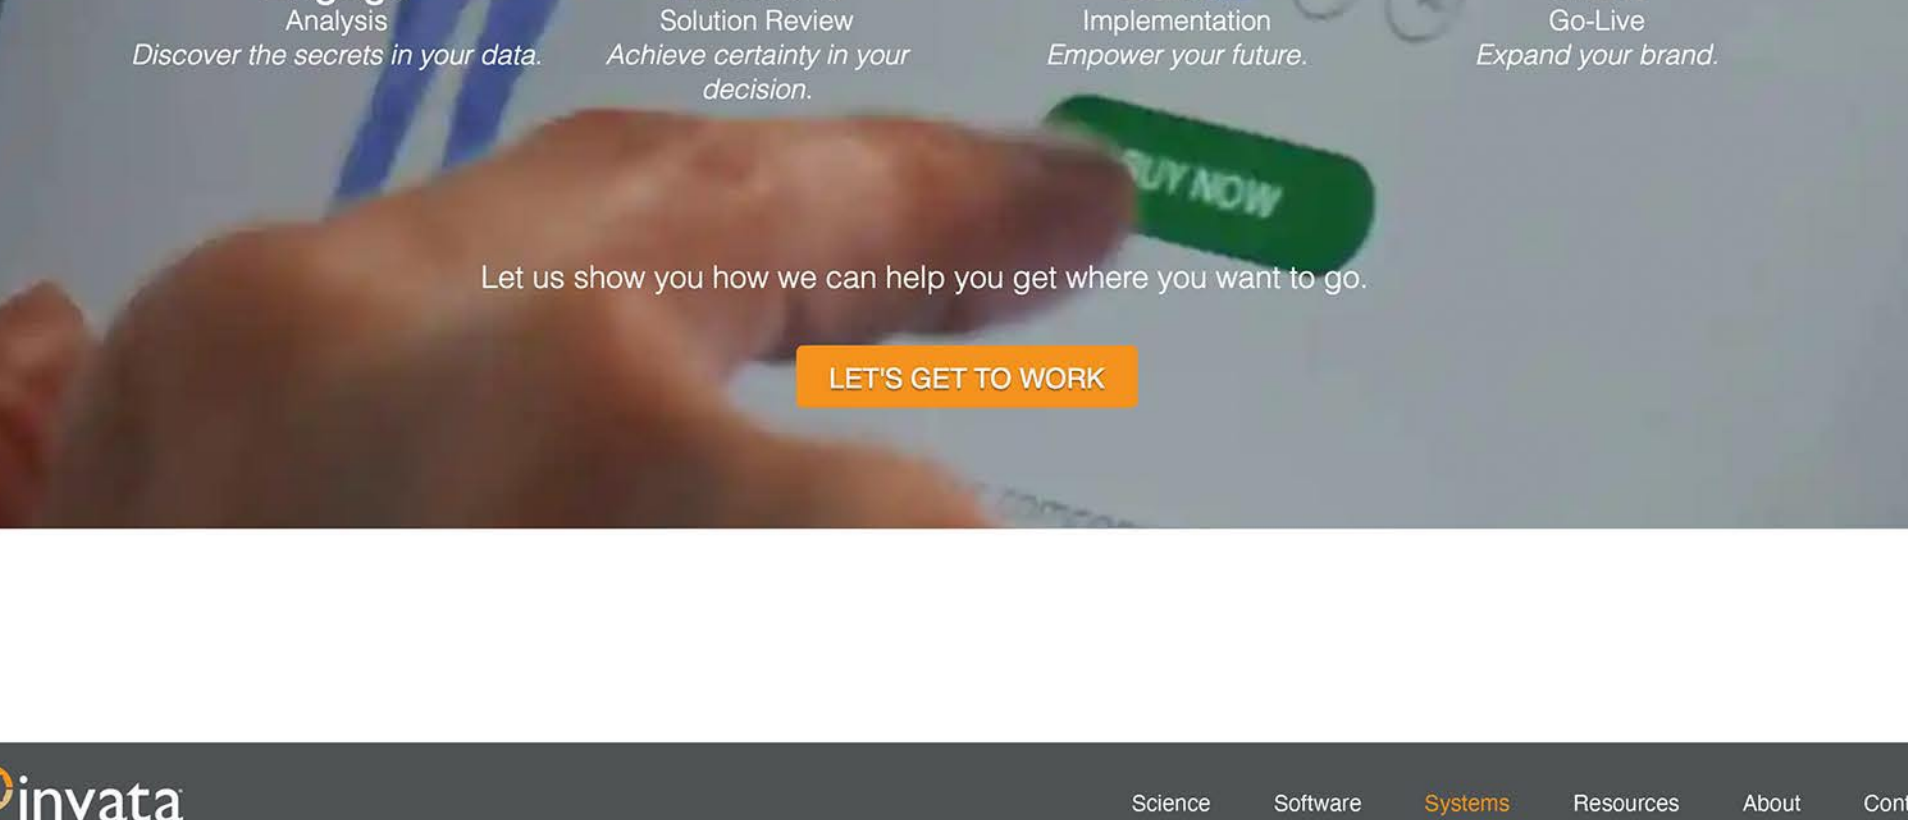 Analysis
Discover the secrets in your data.
Solution Review
Achieve certainty in your
decision.
Implementation
Empower your future.
Go-Live
Expand your brand.
BUY NOW
Let us show you how we can help you get where you want to go.
LET'S GET TO WORK
invata
Science Software Systems Resources About